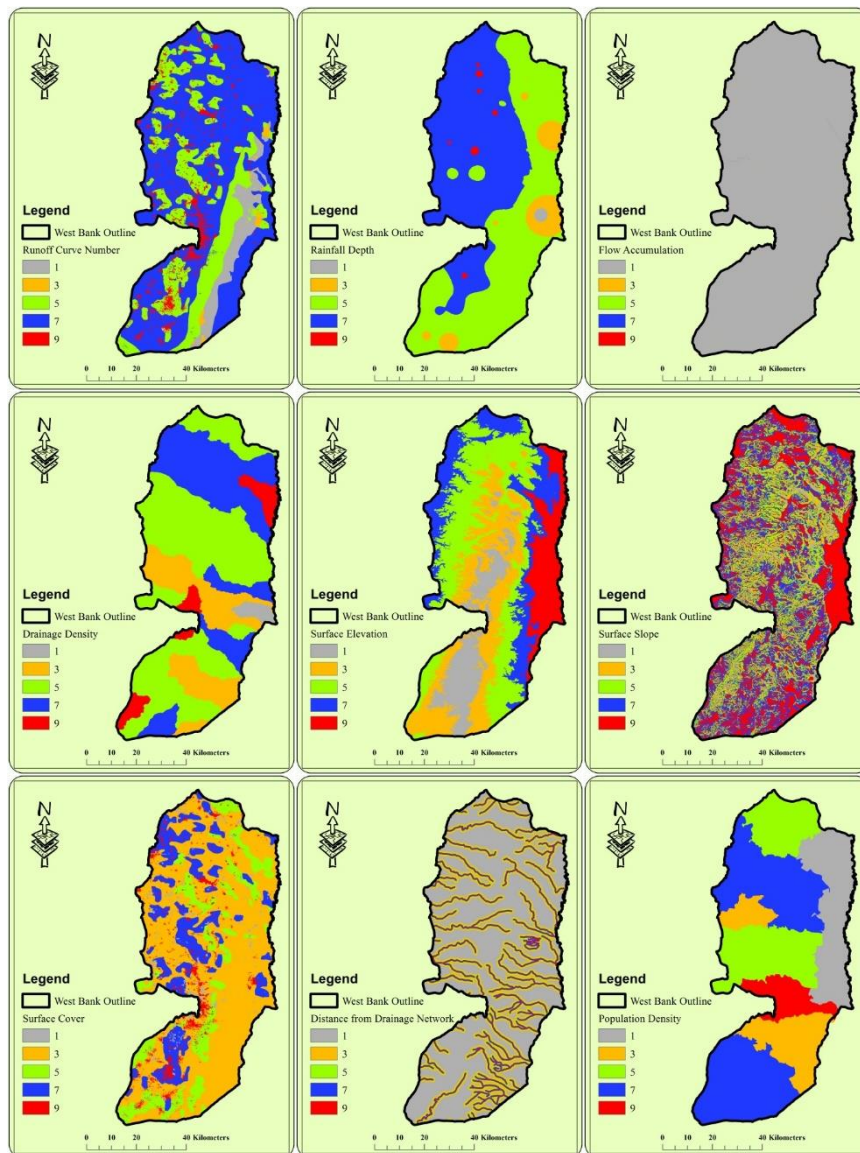 N
Legend
West Bank Outline
Runoff Curve Number
1
3
5
7
9
0 10 20 40 Kilometers
N
Legend
West Bank Outline
Rainfall Depth
1
3
5
7
9
0 10 20 40 Kilometers
N
Legend
West Bank Outline
Flow Accumulation
1
3
5
7
9
0 10 20 40 Kilometers
N
Legend
West Bank Outline
Drainage Density
1
3
5
7
9
0 10 20 40 Kilometers
N
Legend
West Bank Outline
Surface Elevation
1
3
5
7
9
0 10 20 40 Kilometers
N
Legend
West Bank Outline
Surface Slope
1
3
5
7
9
0 10 20 40 Kilometers
N
Legend
West Bank Outline
Surface Cover
1
3
5
7
9
0 10 20 40 Kilometers
N
Legend
West Bank Outline
Distance from Drainage Network
1
3
5
7
9
0 10 20 40 Kilometers
N
Legend
West Bank Outline
Population Density
1
3
5
7
9
0 10 20 40 Kilometers